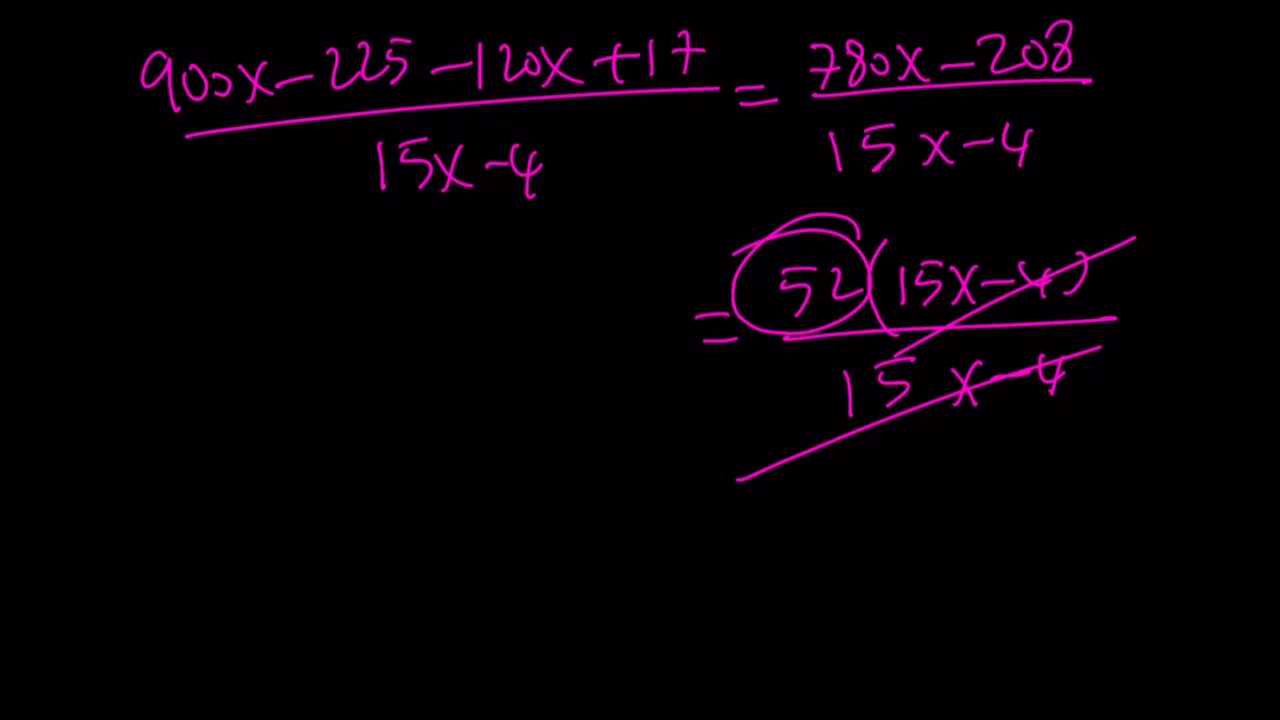 900x-225-120x+17 = 780x-208
15x-4 15x-4
= 52(15x-4)
15x-4